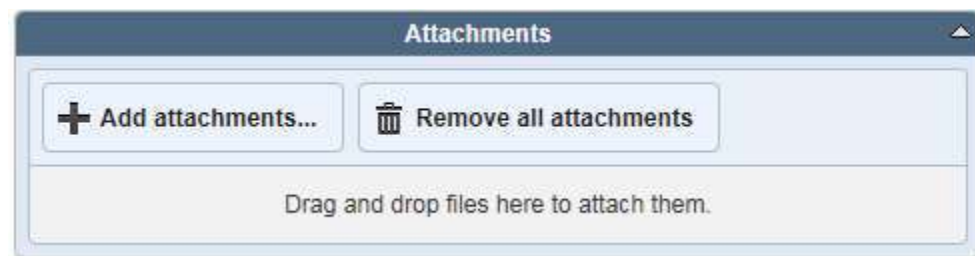 Attachments
Add attachments...
Remove all attachments
Drag and drop files here to attach them.